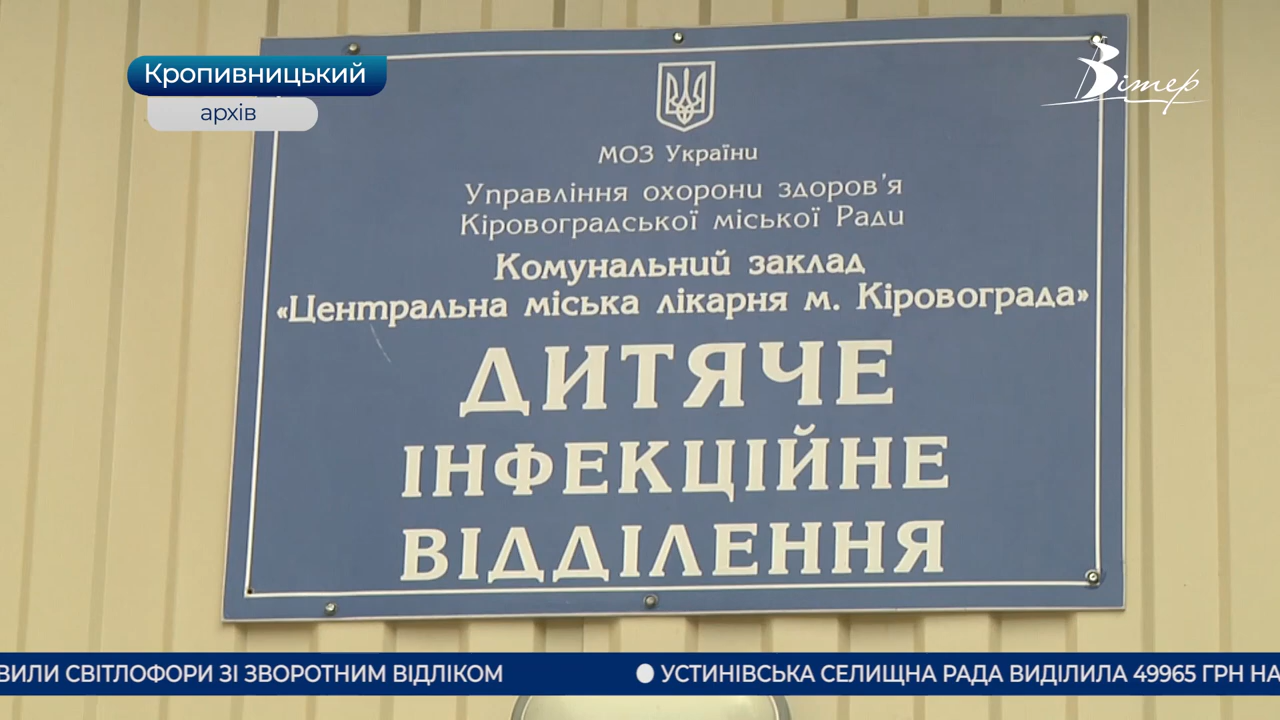 Кропивницький
архів
Вітер
МОЗ України
Управління охорони здоров'я
Кіровоградської міської Ради
Комунальний заклад
«Центральна міська лікарня м. Кіровограда»
ДИТЯЧЕ
ІНФЕКЦІЙНЕ
ВІДДІЛЕННЯ
ВИЛИ СВІТЛОФОРИ ЗІ ЗВОРОТНИМ ВІДЛІКОМ
УСТИНІВСЬКА СЕЛИЩНА РАДА ВИДІЛИЛА 49965 ГРН НА